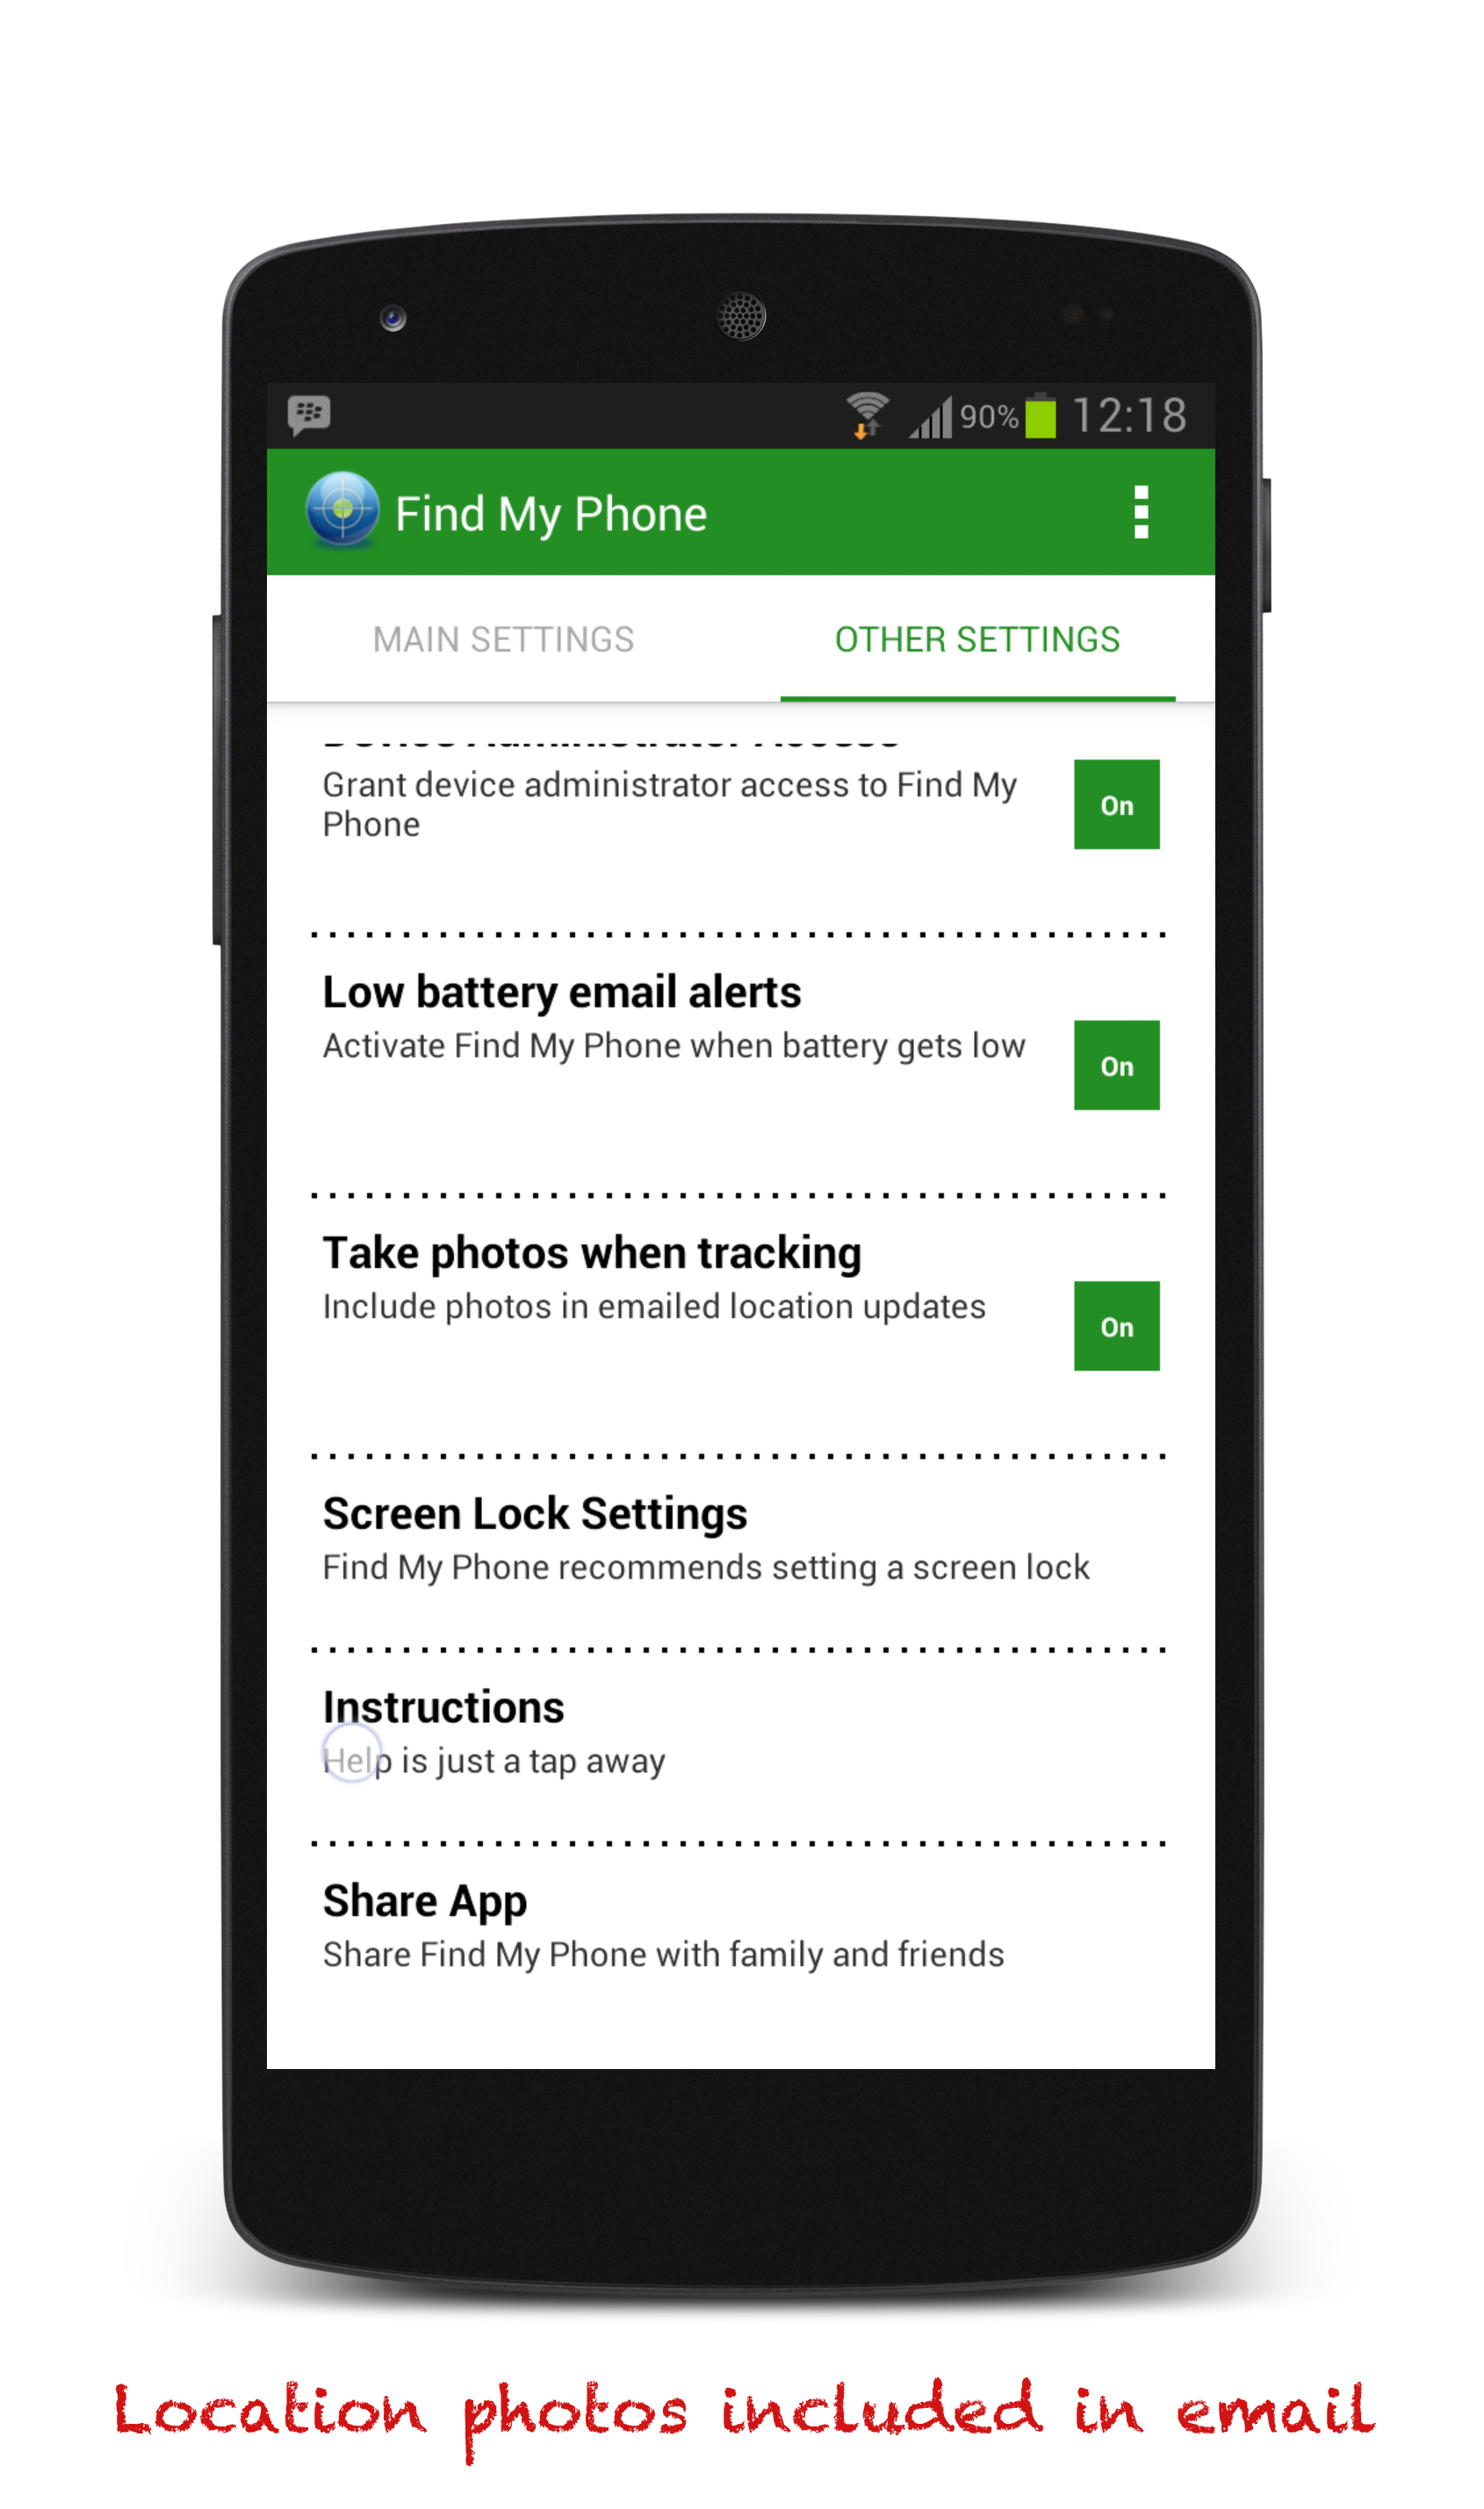 90% 12:18
Find My Phone
MAIN SETTINGS OTHER SETTINGS
Device Administrator Access
Grant device administrator access to Find My
Phone
On
Low battery email alerts
Activate Find My Phone when battery gets low
On
Take photos when tracking
Include photos in emailed location updates
On
Screen Lock Settings
Find My Phone recommends setting a screen lock
Instructions
Help is just a tap away
Share App
Share Find My Phone with family and friends
Location photos included in email